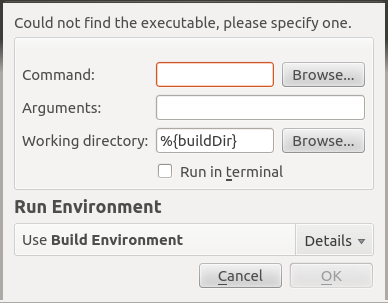 Could not find the executable, please specify one.
Command: Browse...
Arguments:
Working directory: %{buildDir} Browse...
Run in terminal
Run Environment
Use Build Environment Details
Cancel OK